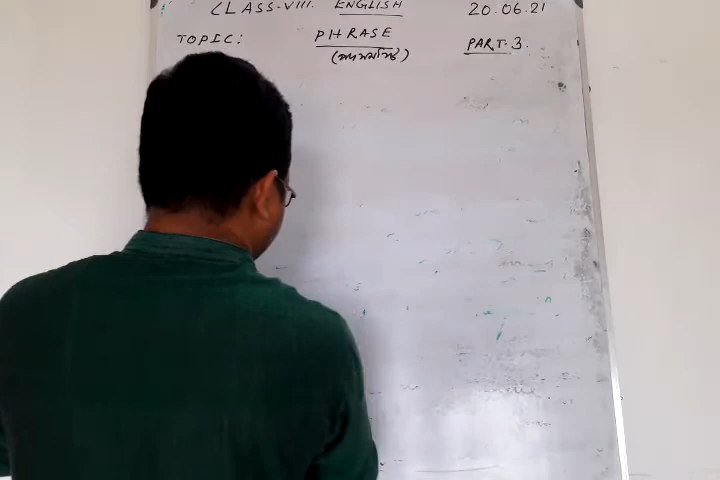 CLASS-VIII. ENGLISH 20.06.21
TOPIC: PHRASE PART-3.